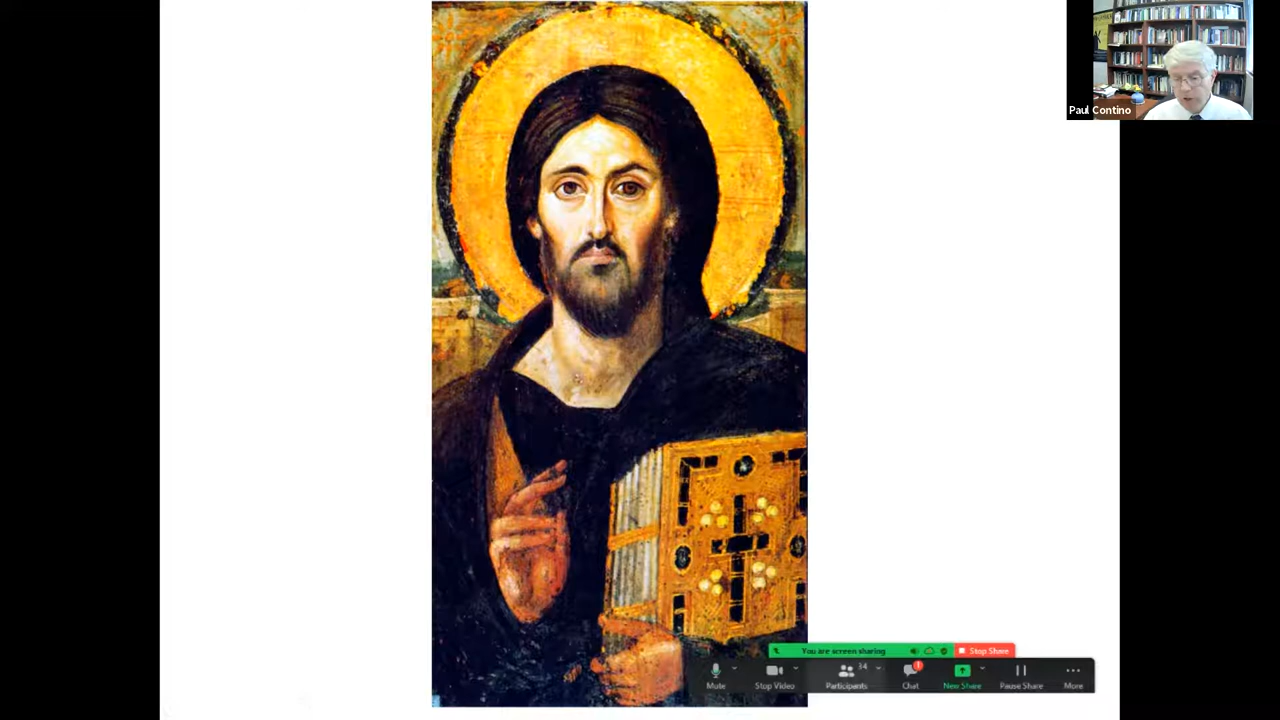 Paul Contino
You are screen sharing
Stop Share
Mute
Stop Video
34
Participants
1
Chat
New Share
Pause Share
More